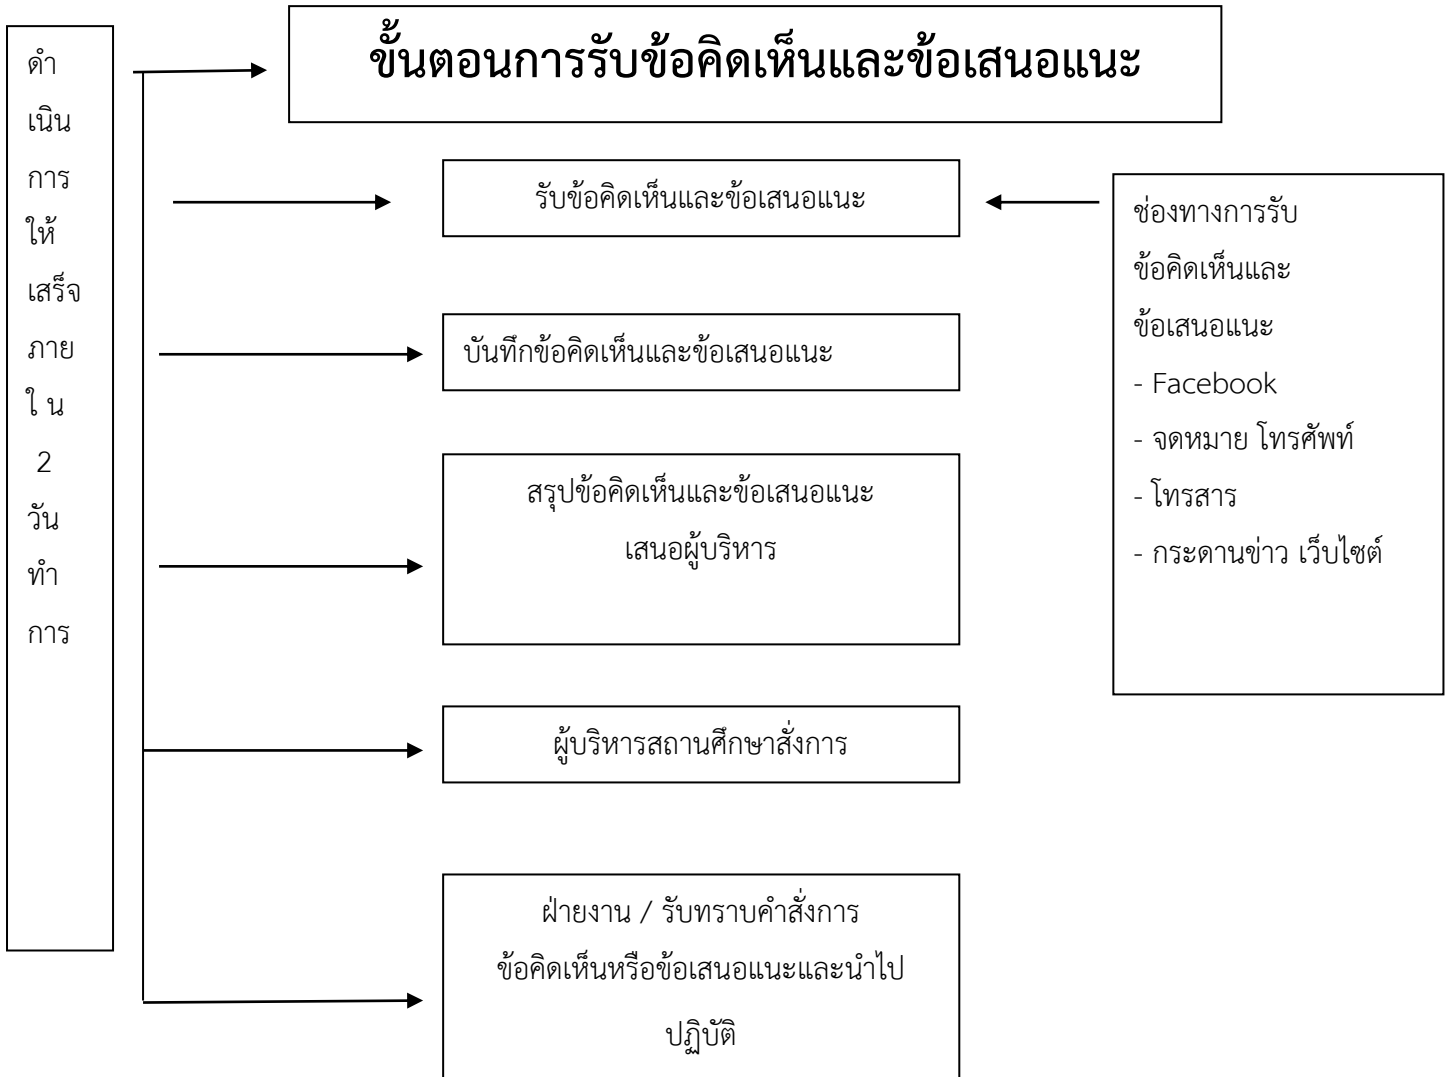 ขั้นตอนการรับข้อคิดเห็นและข้อเสนอแนะ
ดำ
เนิน
การ
ให้
เสร็จ
ภาย
ใ น
2
วัน
ทำ
การ
รับข้อคิดเห็นและข้อเสนอแนะ
บันทึกข้อคิดเห็นและข้อเสนอแนะ
สรุปข้อคิดเห็นและข้อเสนอแนะ
เสนอผู้บริหาร
ผู้บริหารสถานศึกษาสั่งการ
ฝ่ายงาน / รับทราบคำสั่งการ
ข้อคิดเห็นหรือข้อเสนอแนะและนำไป
ปฏิบัติ
ช่องทางการรับ
ข้อคิดเห็นและ
ข้อเสนอแนะ
- Facebook
- จดหมาย โทรศัพท์
- โทรสาร
- กระดานข่าว เว็บไซต์